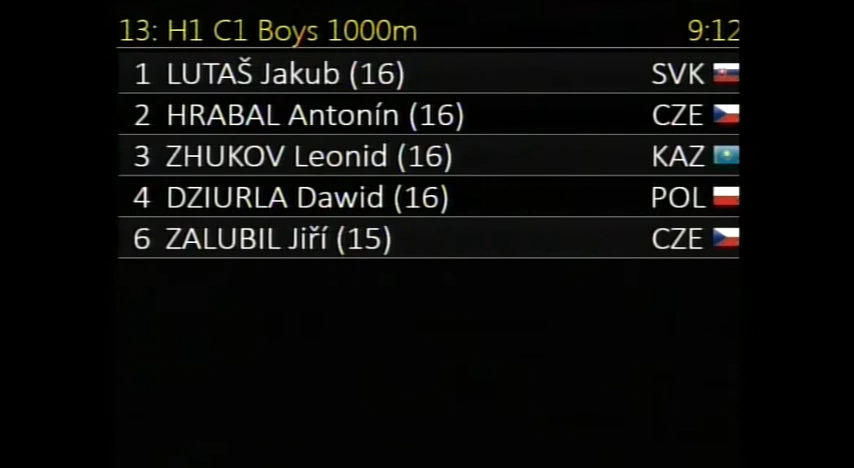 13: H1 C1 Boys 1000m 9:12
1 LUTAŠ Jakub (16) SVK
2 HRABAL Antonín (16) CZE
3 ZHUKOV Leonid (16) KAZ
4 DZIURLA Dawid (16) POL
6 ZALUBIL Jiří (15) CZE